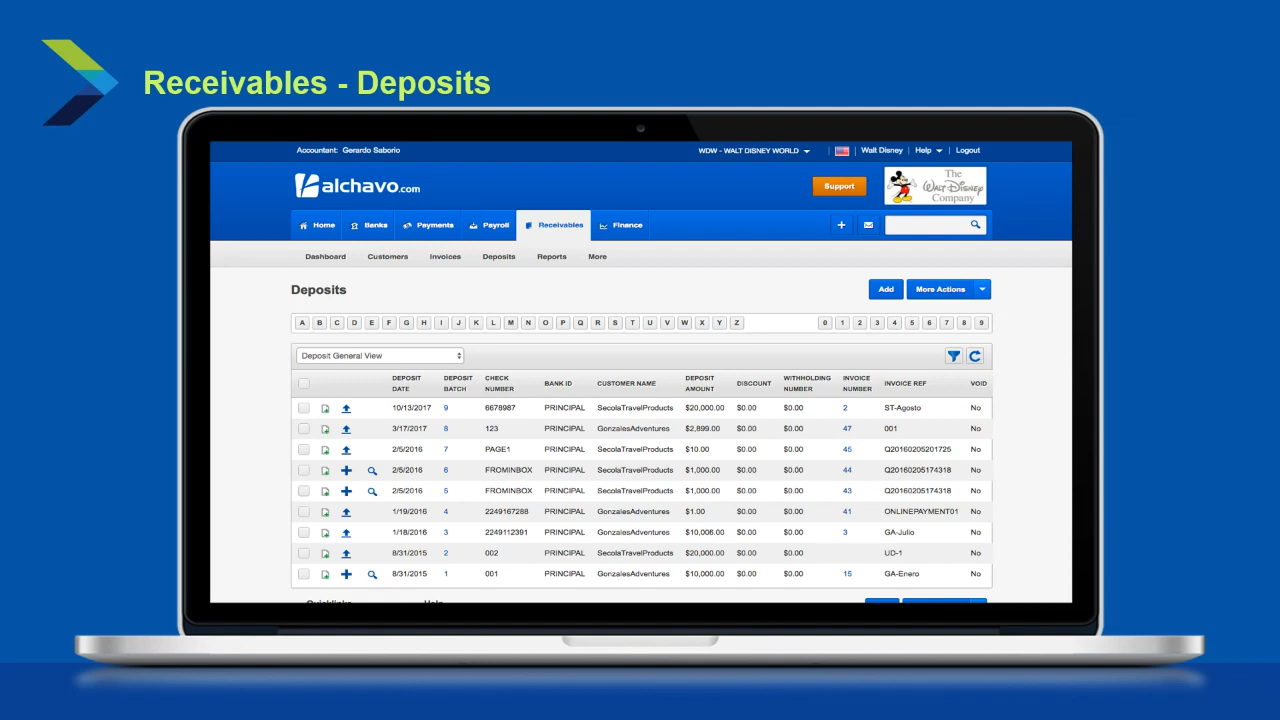 Receivables - Deposits
Accountant: Gerardo Saborio
WDW - WALT DISNEY WORLD | Walt Disney | Help | Logout
alchavo.com
Support
The
WALT DISNEY
Company
Home Banks Payments Payroll Receivables Finance
Dashboard Customers Invoices Deposits Reports More
Deposits
Add More Actions
A B C D E F G H I J K L M N O P Q R S T U V W X Y Z 0 1 2 3 4 5 6 7 8 9
Deposit General View
DEPOSIT DATE DEPOSIT BATCH CHECK NUMBER BANK ID CUSTOMER NAME DEPOSIT AMOUNT DISCOUNT WITHHOLDING NUMBER INVOICE NUMBER INVOICE REF VOID
10/13/2017 9 6678987 PRINCIPAL SecolaTravelProducts $20,000.00 $0.00 $0.00 2 ST-Agosto No
3/17/2017 8 123 PRINCIPAL GonzalesAdventures $2,899.00 $0.00 $0.00 47 001 No
2/5/2016 7 PAGE1 PRINCIPAL SecolaTravelProducts $10.00 $0.00 $0.00 45 Q20160205201725 No
2/5/2016 6 FROMINBOX PRINCIPAL SecolaTravelProducts $1,000.00 $0.00 $0.00 44 Q20160205174318 No
2/5/2016 5 FROMINBOX PRINCIPAL SecolaTravelProducts $1,000.00 $0.00 $0.00 43 Q20160205174318 No
1/19/2016 4 2249167288 PRINCIPAL GonzalesAdventures $1.00 $0.00 $0.00 41 ONLINEPAYMENT01 No
1/18/2016 3 2249112391 PRINCIPAL GonzalesAdventures $10,006.00 $0.00 $0.00 3 GA-Julio No
8/31/2015 2 002 PRINCIPAL SecolaTravelProducts $20,000.00 $0.00 $0.00 UD-1 No
8/31/2015 1 001 PRINCIPAL GonzalesAdventures $10,000.00 $0.00 $0.00 15 GA-Enero No
Quicklinks Help